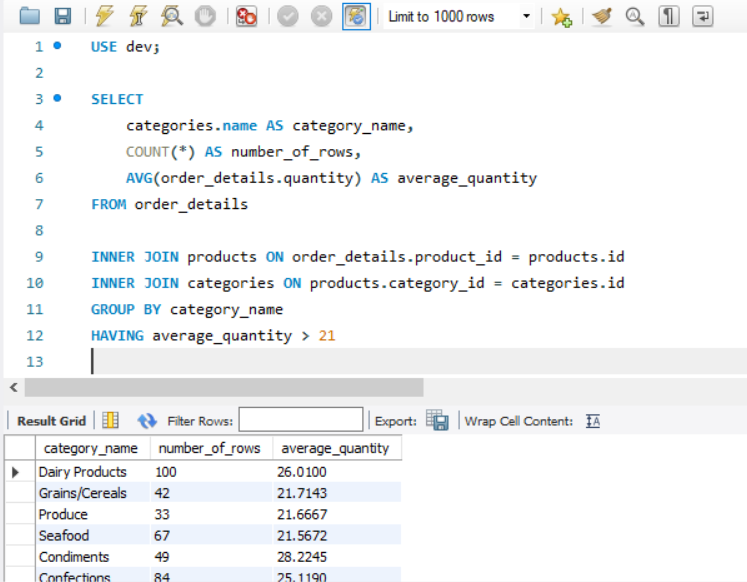 Limit to 1000 rows
1 USE dev;
2
3 SELECT
4 categories.name AS category_name,
5 COUNT(*) AS number_of_rows,
6 AVG(order_details.quantity) AS average_quantity
7 FROM order_details
8
9 INNER JOIN products ON order_details.product_id = products.id
10 INNER JOIN categories ON products.category_id = categories.id
11 GROUP BY category_name
12 HAVING average_quantity > 21
13
Result Grid Filter Rows: Export: Wrap Cell Content: IA
category_name number_of_rows average_quantity
Dairy Products 100 26.0100
Grains/Cereals 42 21.7143
Produce 33 21.6667
Seafood 67 21.5672
Condiments 49 28.2245
Confections 84 25.1190